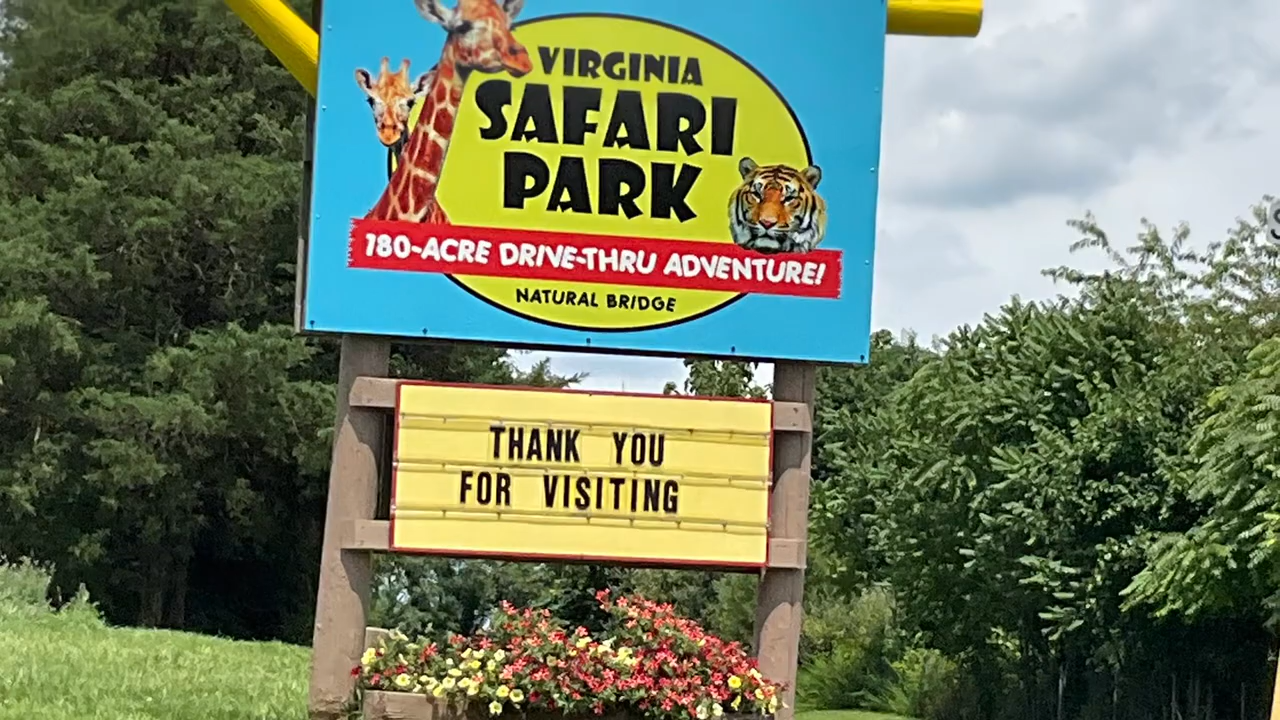 VIRGINIA
SAFARI
PARK
180-ACRE DRIVE-THRU ADVENTURE!
NATURAL BRIDGE
THANK YOU
FOR VISITING